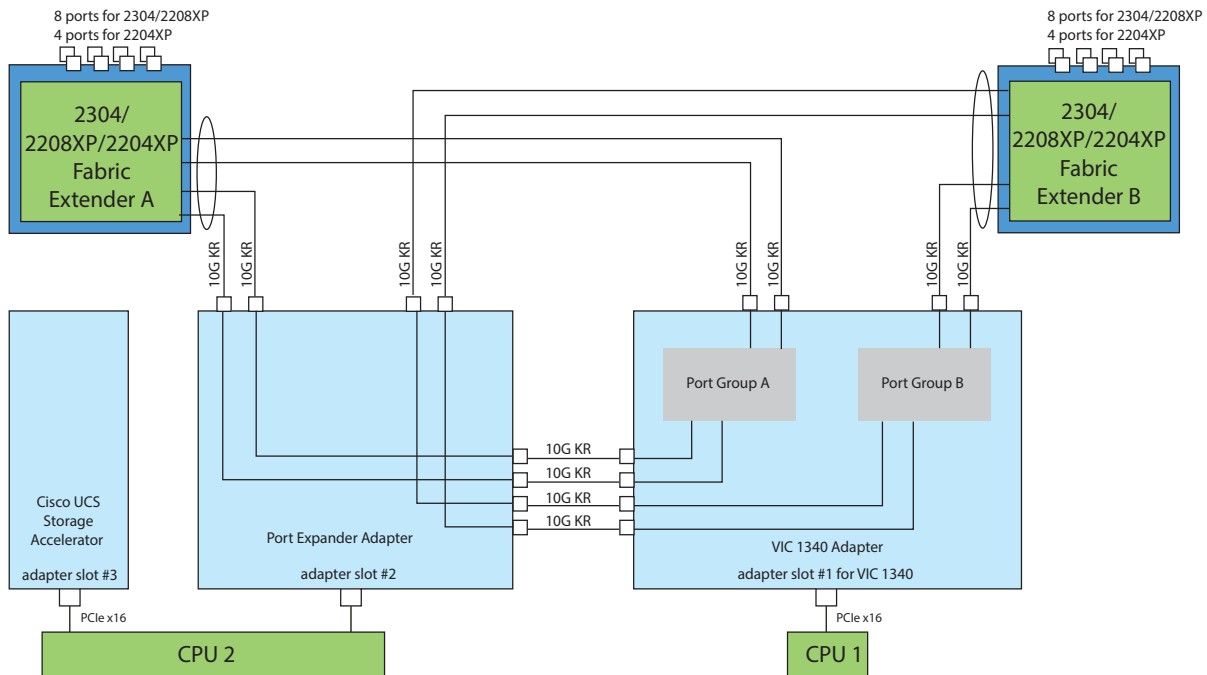 8 ports for 2304/2208XP
4 ports for 2204XP
8 ports for 2304/2208XP
4 ports for 2204XP
2304/
2208XP/2204XP
Fabric
Extender A
2304/
2208XP/2204XP
Fabric
Extender B
10G KR
10G KR
10G KR
10G KR
10G KR
10G KR
10G KR
10G KR
Port Group A
Port Group B
10G KR
10G KR
10G KR
10G KR
Cisco UCS
Storage
Accelerator
adapter slot #3
Port Expander Adapter
adapter slot #2
VIC 1340 Adapter
adapter slot #1 for VIC 1340
PCIe x16
PCIe x16
CPU 2
CPU 1